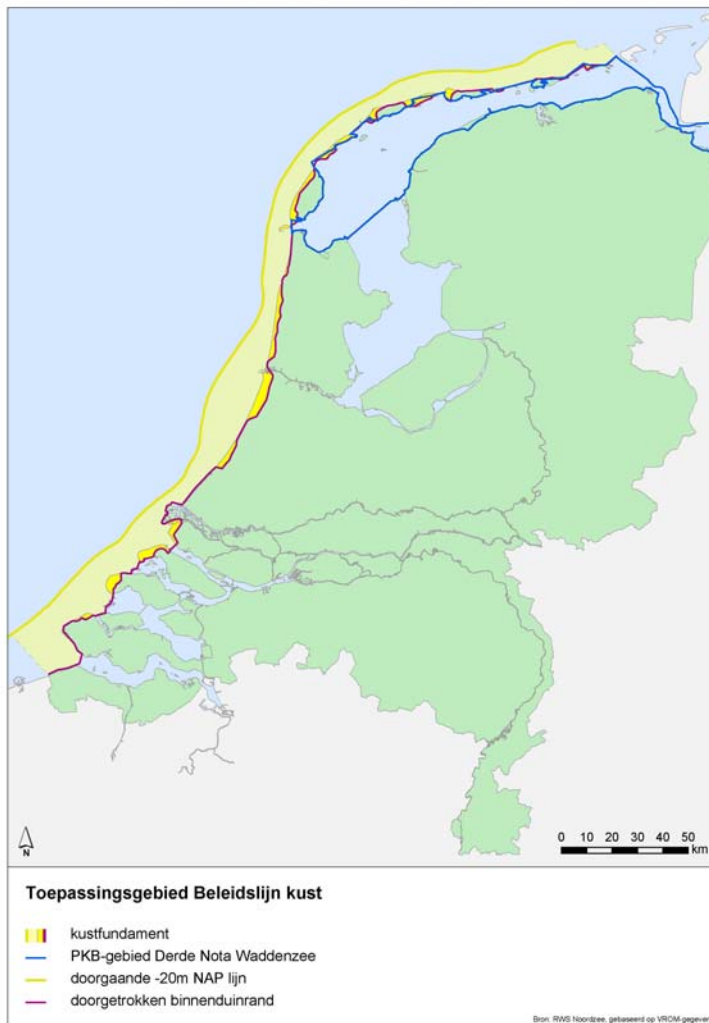 N
0 10 20 30 40 50
km
Toepassingsgebied Beleidslijn kust
kustfundament
PKB-gebied Derde Nota Waddenzee
doorgaande -20m NAP lijn
doorgetrokken binnenduinrand
Bron: RWS Noordzee, gebaseerd op VROM-gegevens